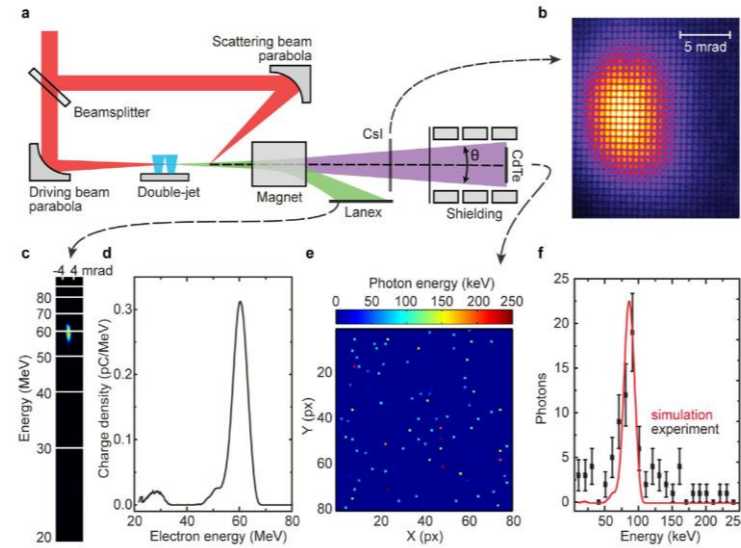 a
Scattering beam
parabola
Beamsplitter
Driving beam
parabola
Double-jet
Magnet
Lanex
CsI
θ
CdTe
Shielding
b
5 mrad
c
-4 4 mrad
80
70
60
50
40
30
20
Energy (MeV)
d
0.3
0.2
0.1
0.0
Charge density (pC/MeV)
20 40 60 80
Electron energy (MeV)
e
Photon energy (keV)
0 50 100 150 200 250
20
40
60
80
Y (px)
20 40 60 80
X (px)
f
25
20
15
10
5
0
Photons
simulation
experiment
50 100 150 200 250
Energy (keV)